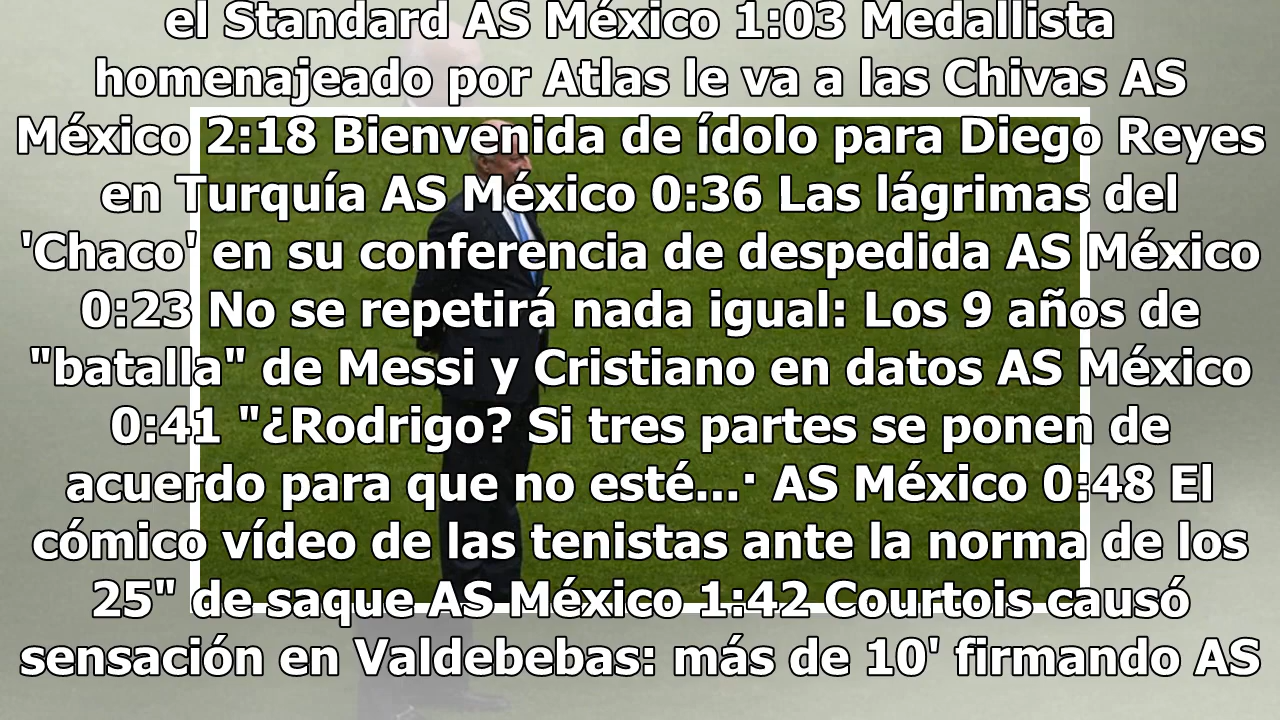 el Standard AS México 1:03 Medallista
homenajeado por Atlas le va a las Chivas AS
México 2:18 Bienvenida de ídolo para Diego Reyes
en Turquía AS México 0:36 Las lágrimas del
'Chaco' en su conferencia de despedida AS México
0:23 No se repetirá nada igual: Los 9 años de
"batalla" de Messi y Cristiano en datos AS México
0:41 "¿Rodrigo? Si tres partes se ponen de
acuerdo para que no esté...· AS México 0:48 El
cómico vídeo de las tenistas ante la norma de los
25" de saque AS México 1:42 Courtois causó
sensación en Valdebebas: más de 10' firmando AS